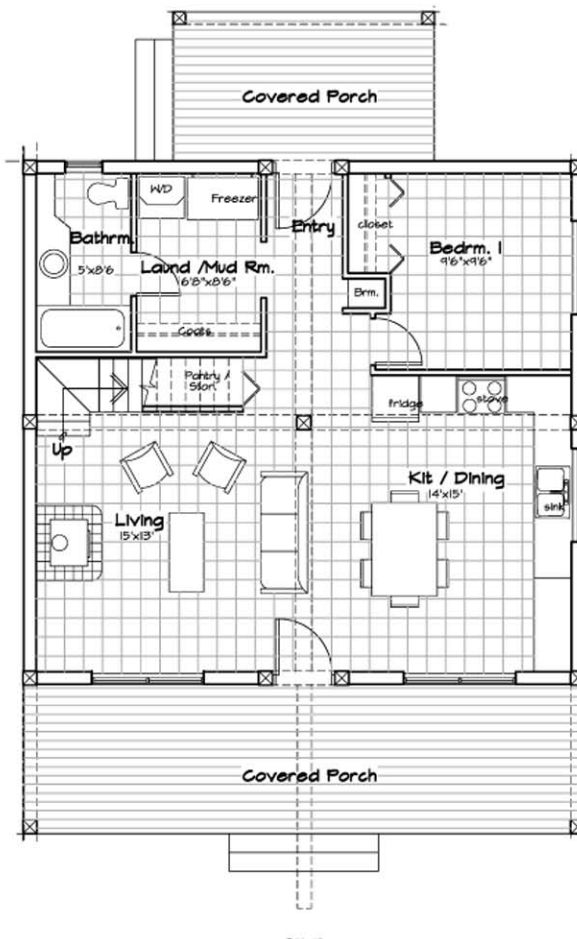 Covered Porch
W/D
Freezer
Entry
closet
Bathrm.
5'x8'6
Laund /Mud Rm.
6'8"x8'6"
Bedrm. 1
9'6"x9'6"
Brm.
Coats
Pantry /
Stor.
Fridge
stove
Up
Kit / Dining
14'x15'
sink
Living
15'x13'
Covered Porch